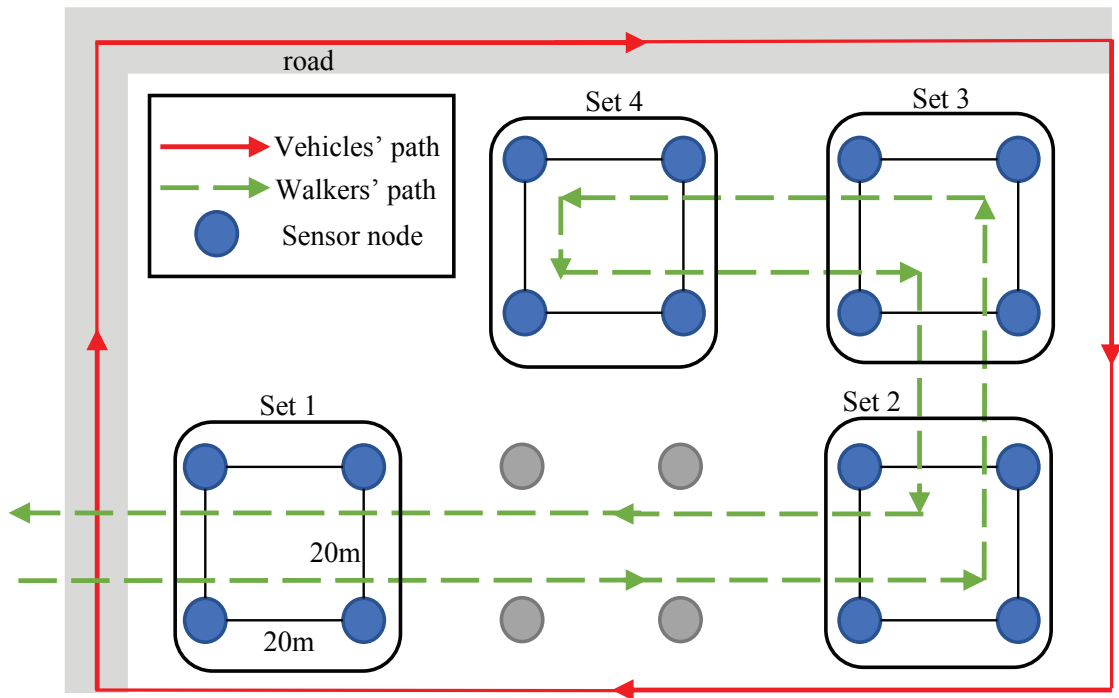 road
Vehicles’ path
Walkers’ path
Sensor node
Set 4
Set 3
Set 1
Set 2
20m
20m